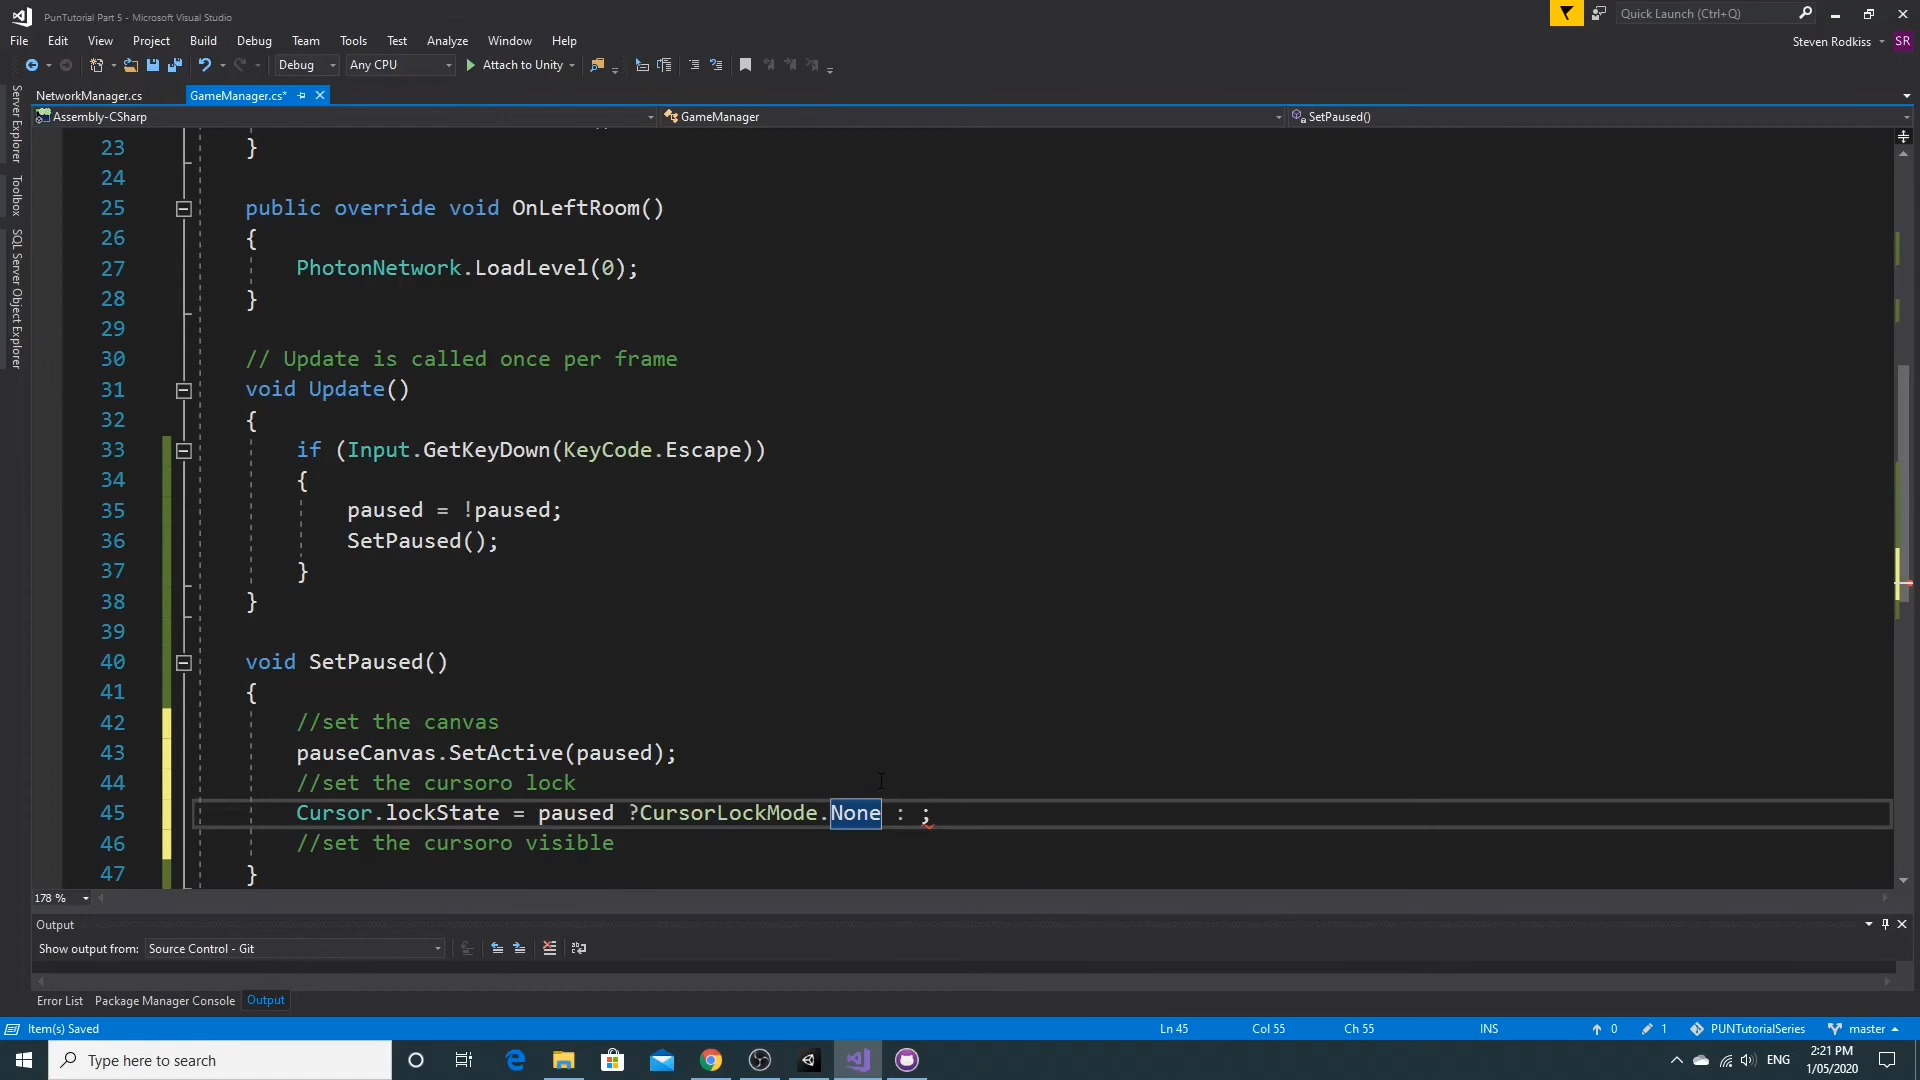 PunTutorial Part 5 - Microsoft Visual Studio
Quick Launch (Ctrl+Q)
File Edit View Project Build Debug Team Tools Test Analyze Window Help
Steven Rodkiss SR
Debug Any CPU Attach to Unity
NetworkManager.cs GameManager.cs*
Assembly-CSharp GameManager SetPaused()
Server Explorer
Toolbox
SQL Server Object Explorer
23 }
24
25 public override void OnLeftRoom()
26 {
27 PhotonNetwork.LoadLevel(0);
28 }
29
30 // Update is called once per frame
31 void Update()
32 {
33 if (Input.GetKeyDown(KeyCode.Escape))
34 {
35 paused = !paused;
36 SetPaused();
37 }
38 }
39
40 void SetPaused()
41 {
42 //set the canvas
43 pauseCanvas.SetActive(paused);
44 //set the cursoro lock
45 Cursor.lockState = paused ?CursorLockMode.None : ;
46 //set the cursoro visible
47 }
178 %
Output
Show output from: Source Control - Git
Error List Package Manager Console Output
Item(s) Saved Ln 45 Col 55 Ch 55 INS 0 1 PUNTutorialSeries master
Type here to search
ENG
2:21 PM
1/05/2020